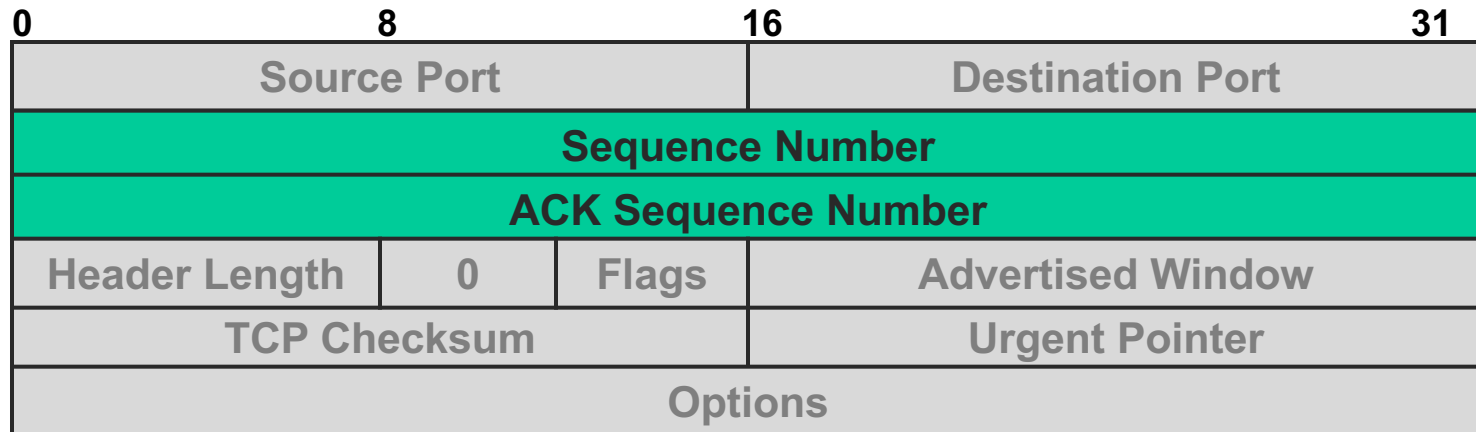 0 8 16 31
Source Port Destination Port
Sequence Number
ACK Sequence Number
Header Length 0 Flags Advertised Window
TCP Checksum Urgent Pointer
Options